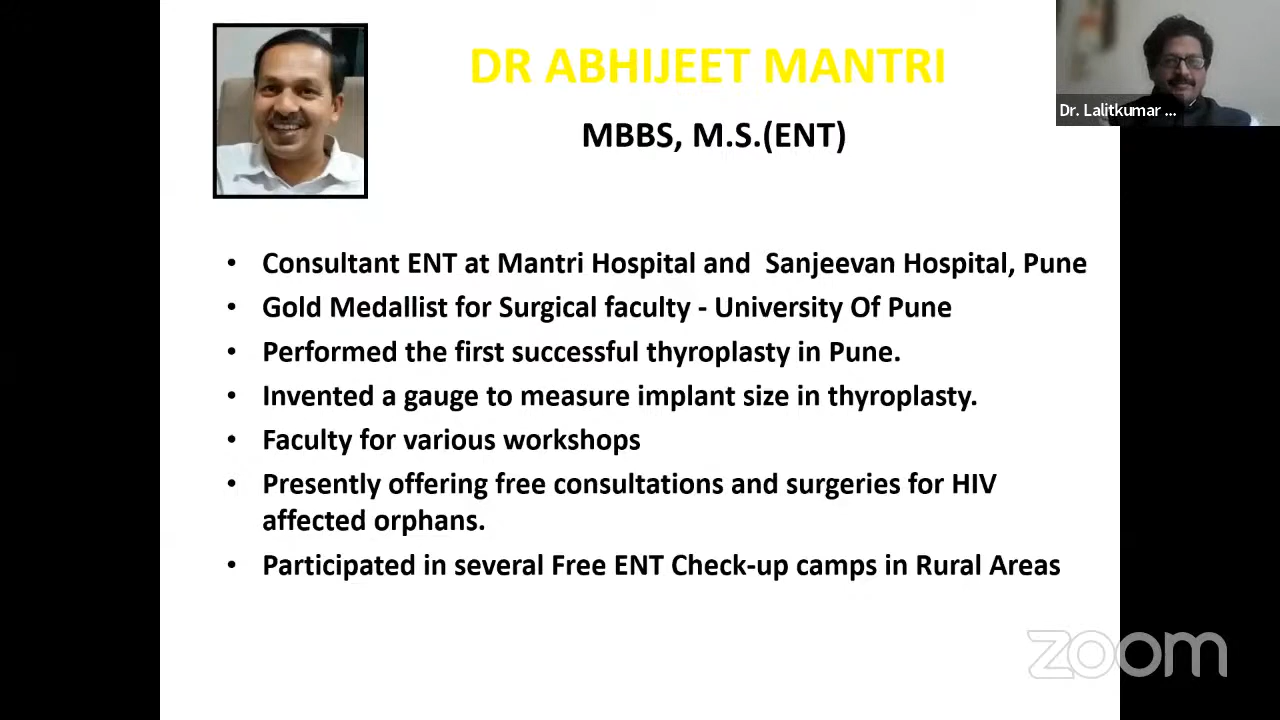 DR ABHIJEET MANTRI
Dr. Lalitkumar ...
MBBS, M.S.(ENT)
• Consultant ENT at Mantri Hospital and Sanjeevan Hospital, Pune
• Gold Medallist for Surgical faculty - University Of Pune
• Performed the first successful thyroplasty in Pune.
• Invented a gauge to measure implant size in thyroplasty.
• Faculty for various workshops
• Presently offering free consultations and surgeries for HIV
affected orphans.
• Participated in several Free ENT Check-up camps in Rural Areas
zoom